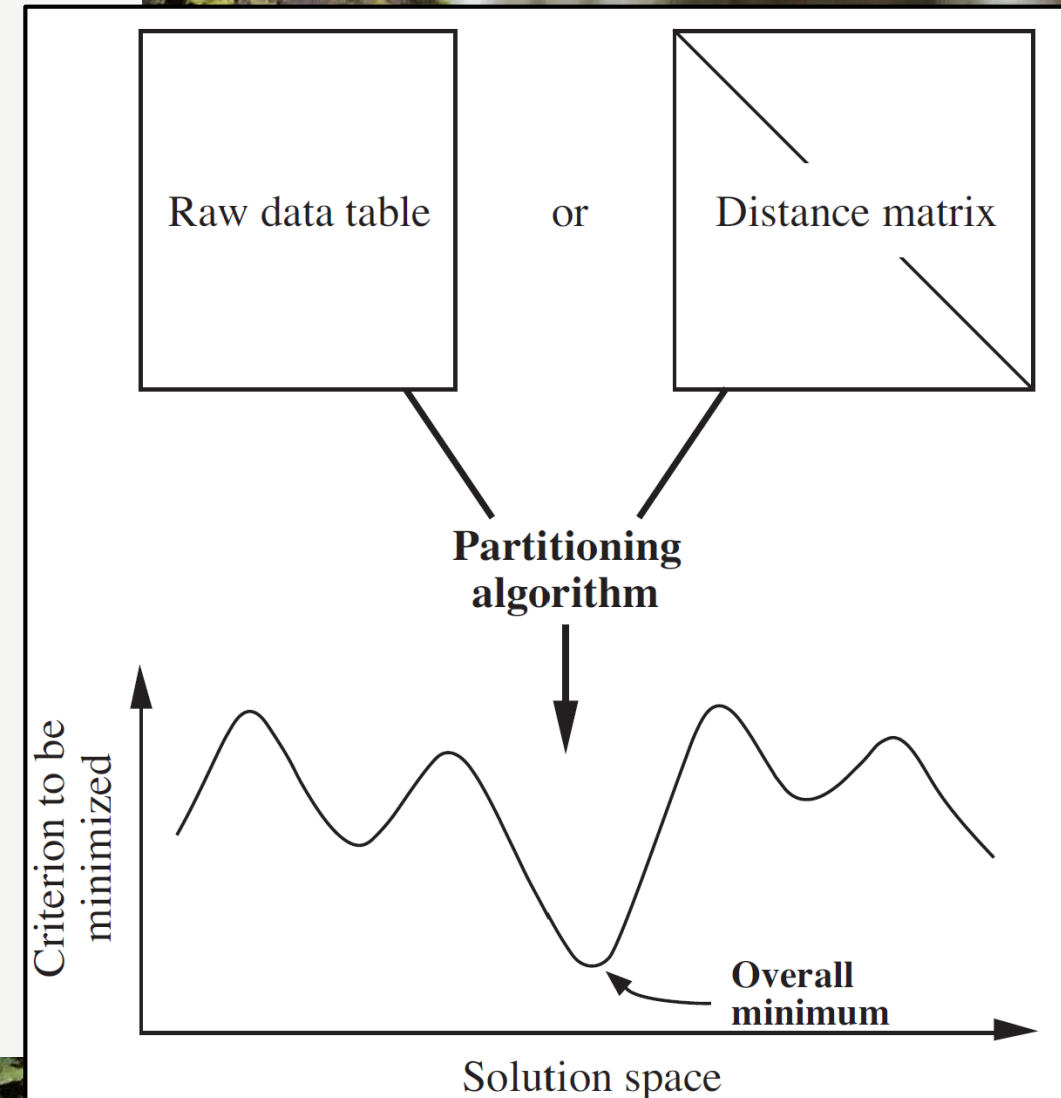 Raw data table
or
Distance matrix
Partitioning
algorithm
Criterion to be
minimized
Overall
minimum
Solution space